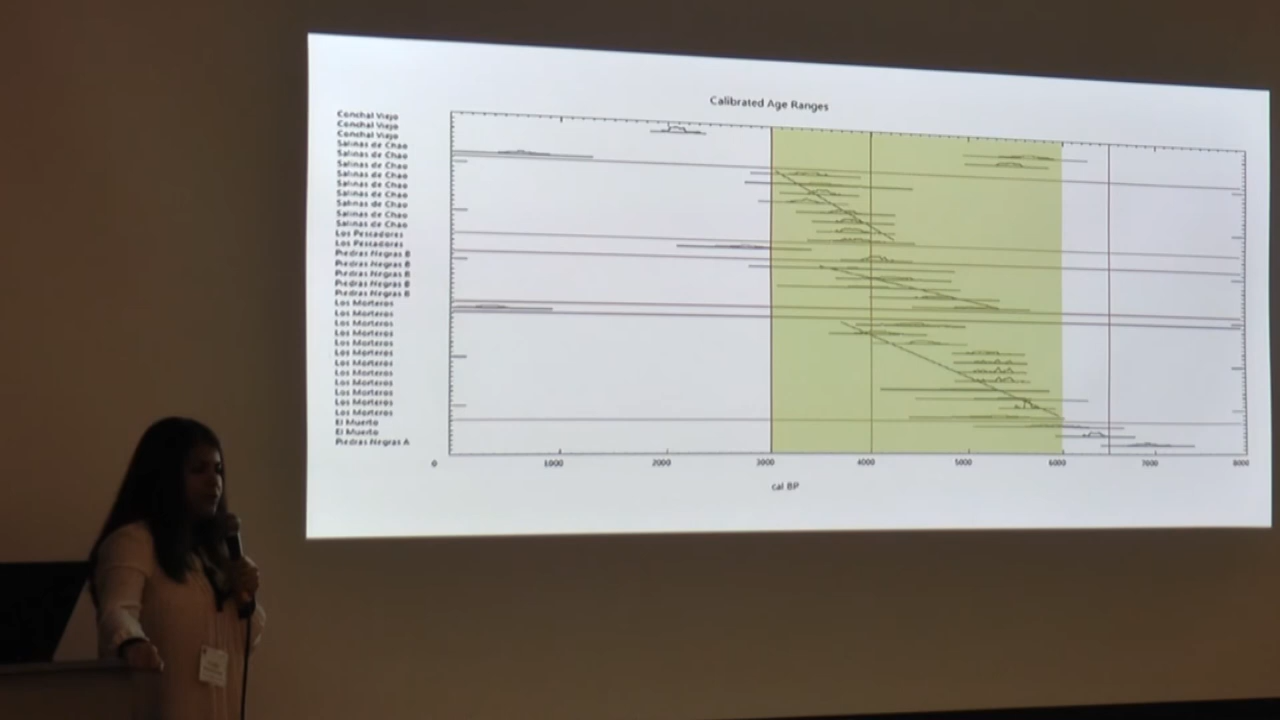 Calibrated Age Ranges
Conchal Viejo
Conchal Viejo
Conchal Viejo
Salinas de Chao
Salinas de Chao
Salinas de Chao
Salinas de Chao
Salinas de Chao
Salinas de Chao
Salinas de Chao
Salinas de Chao
Salinas de Chao
Los Pescadores
Los Pescadores
Piedras Negras B
Piedras Negras B
Piedras Negras B
Piedras Negras B
Piedras Negras B
Los Morteros
Los Morteros
Los Morteros
Los Morteros
Los Morteros
Los Morteros
Los Morteros
Los Morteros
Los Morteros
Los Morteros
Los Morteros
Los Morteros
El Muerto
El Muerto
Piedras Negras A
0 1000 2000 3000 4000 5000 6000 7000 8000
cal BP